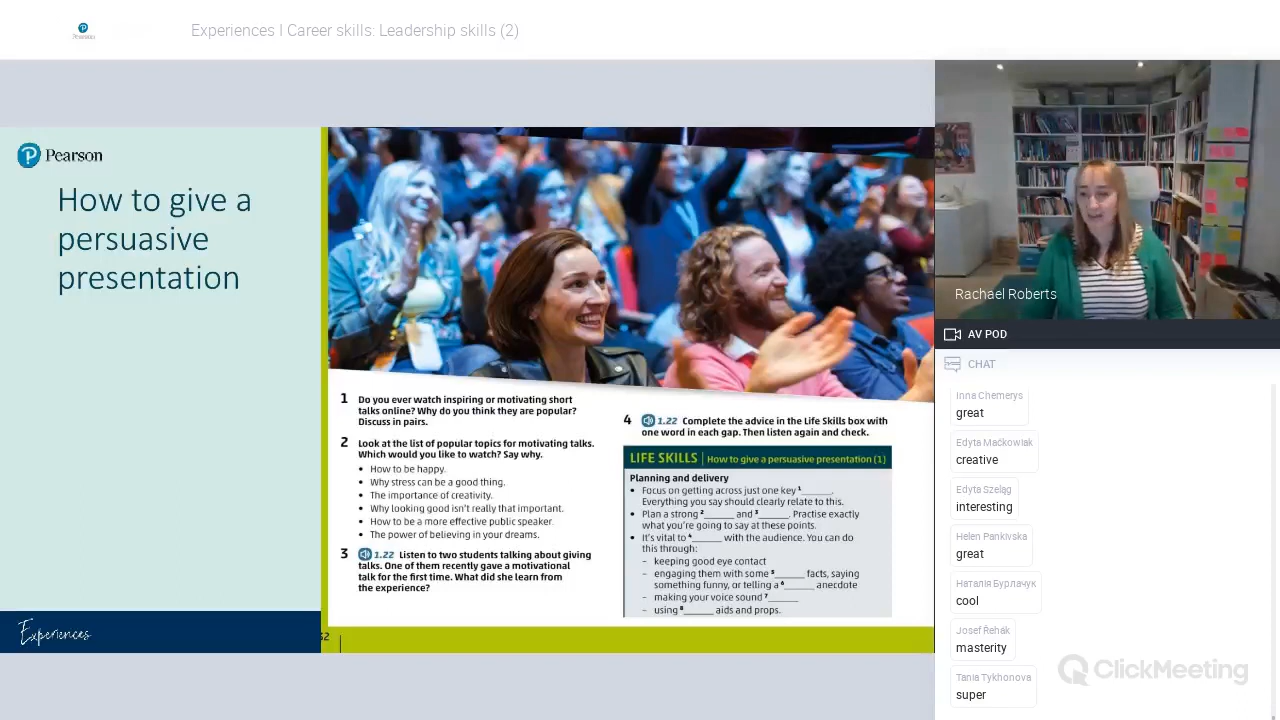 Experiences I Career skills: Leadership skills (2)
Pearson
How to give a
persuasive
presentation
Experiences
52
1 Do you ever watch inspiring or motivating short
talks online? Why do you think they are popular?
Discuss in pairs.
2 Look at the list of popular topics for motivating talks.
Which would you like to watch? Say why.
• How to be happy.
• Why stress can be a good thing.
• The importance of creativity.
• Why looking good isn't really that important.
• How to be a more effective public speaker.
• The power of believing in your dreams.
3 1.22 Listen to two students talking about giving
talks. One of them recently gave a motivational
talk for the first time. What did she learn from
the experience?
4 1.22 Complete the advice in the Life Skills box with
one word in each gap. Then listen again and check.
LIFE SKILLS | How to give a persuasive presentation (1)
Planning and delivery
• Focus on getting across just one key 1______.
Everything you say should clearly relate to this.
• Plan a strong 2______ and 3______. Practise exactly
what you're going to say at these points.
• It's vital to 4______ with the audience. You can do
this through:
– keeping good eye contact
– engaging them with some 5______ facts, saying
something funny, or telling a 6______ anecdote
– making your voice sound 7______
– using 8______ aids and props.
Rachael Roberts
AV POD
CHAT
Inna Chemerys
great
Edyta Maćkowiak
creative
Edyta Szeląg
interesting
Helen Pankivska
great
Наталія Бурлачук
cool
Josef Řehák
masterity
Tania Tykhonova
super
ClickMeeting